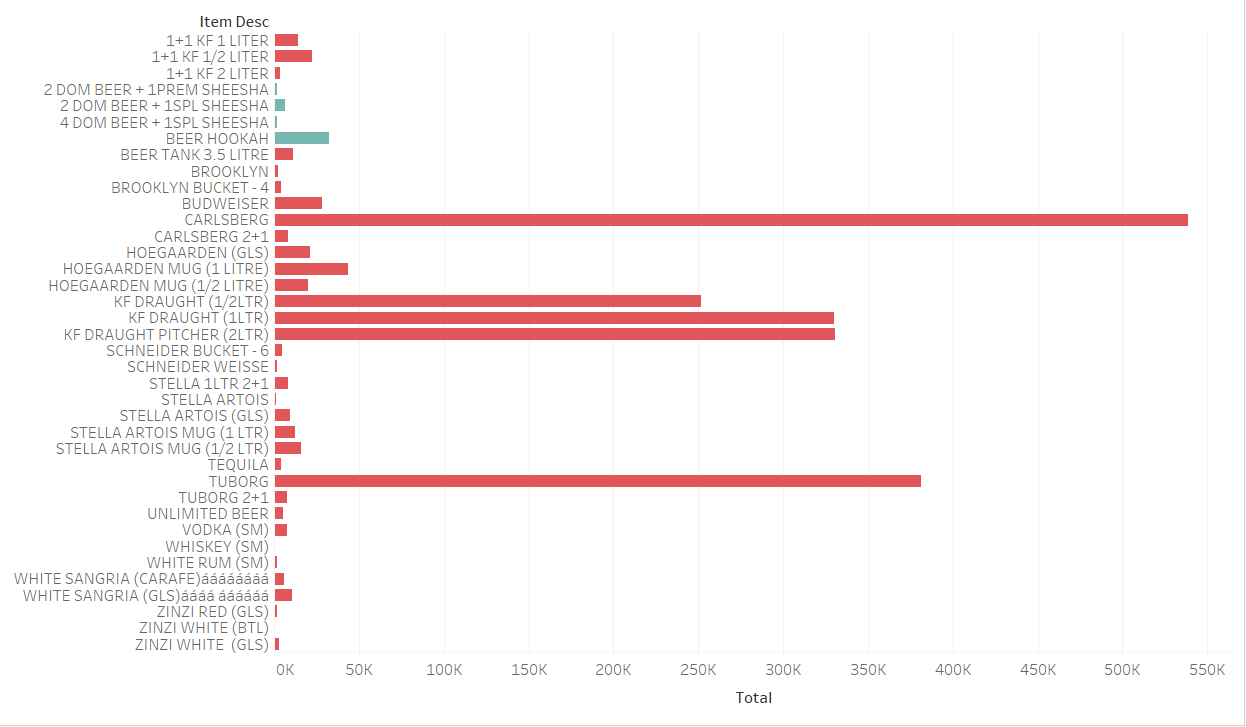 Item Desc
1+1 KF 1 LITER
1+1 KF 1/2 LITER
1+1 KF 2 LITER
2 DOM BEER + 1PREM SHEESHA
2 DOM BEER + 1SPL SHEESHA
4 DOM BEER + 1SPL SHEESHA
BEER HOOKAH
BEER TANK 3.5 LITRE
BROOKLYN
BROOKLYN BUCKET - 4
BUDWEISER
CARLSBERG
CARLSBERG 2+1
HOEGAARDEN (GLS)
HOEGAARDEN MUG (1 LITRE)
HOEGAARDEN MUG (1/2 LITRE)
KF DRAUGHT (1/2LTR)
KF DRAUGHT (1LTR)
KF DRAUGHT PITCHER (2LTR)
SCHNEIDER BUCKET - 6
SCHNEIDER WEISSE
STELLA 1LTR 2+1
STELLA ARTOIS
STELLA ARTOIS (GLS)
STELLA ARTOIS MUG (1 LTR)
STELLA ARTOIS MUG (1/2 LTR)
TEQUILA
TUBORG
TUBORG 2+1
UNLIMITED BEER
VODKA (SM)
WHISKEY (SM)
WHITE RUM (SM)
WHITE SANGRIA (CARAFE)áááááááá
WHITE SANGRIA (GLS)áááá áááááá
ZINZI RED (GLS)
ZINZI WHITE (BTL)
ZINZI WHITE  (GLS)
0K 50K 100K 150K 200K 250K 300K 350K 400K 450K 500K 550K
Total